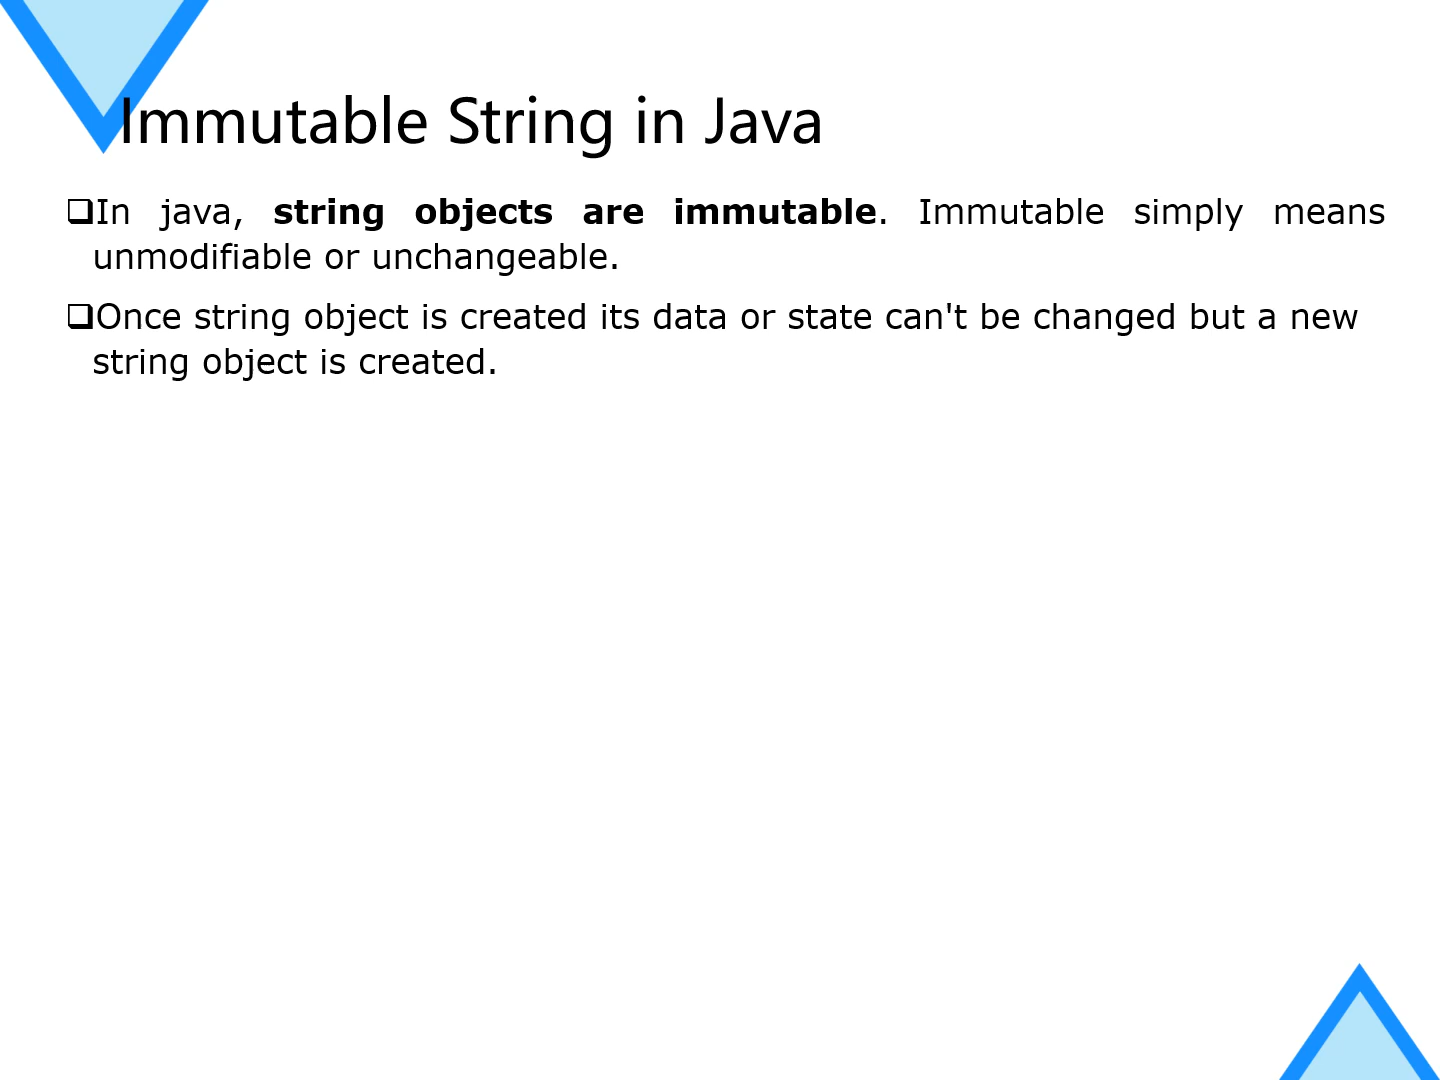 Immutable String in Java
❑In java, string objects are immutable. Immutable simply means
unmodifiable or unchangeable.
❑Once string object is created its data or state can't be changed but a new
string object is created.